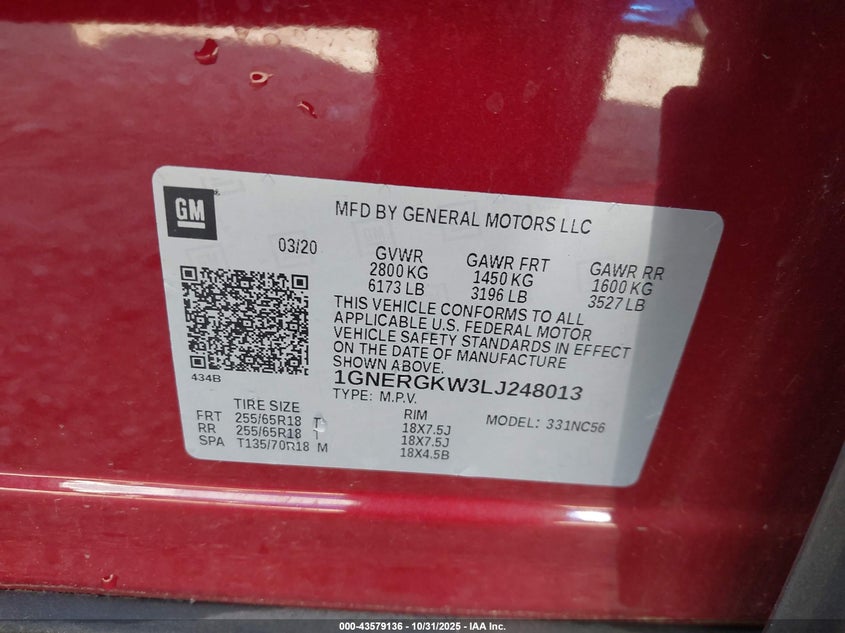 GM
MFD BY GENERAL MOTORS LLC
03/20
GVWR
2800 KG
6173 LB
GAWR FRT
1450 KG
3196 LB
GAWR RR
1600 KG
3527 LB
THIS VEHICLE CONFORMS TO ALL
APPLICABLE U.S. FEDERAL MOTOR
VEHICLE SAFETY STANDARDS IN EFFECT
ON THE DATE OF MANUFACTURE
SHOWN ABOVE.
434B
1GNERGKW3LJ248013
TYPE: M.P.V.
MODEL: 331NC56
TIRE SIZE RIM
FRT 255/65R18 T 18X7.5J
RR 255/65R18 T 18X7.5J
SPA T135/70R18 M 18X4.5B
000-43579136 - 10/31/2025 - IAA Inc.